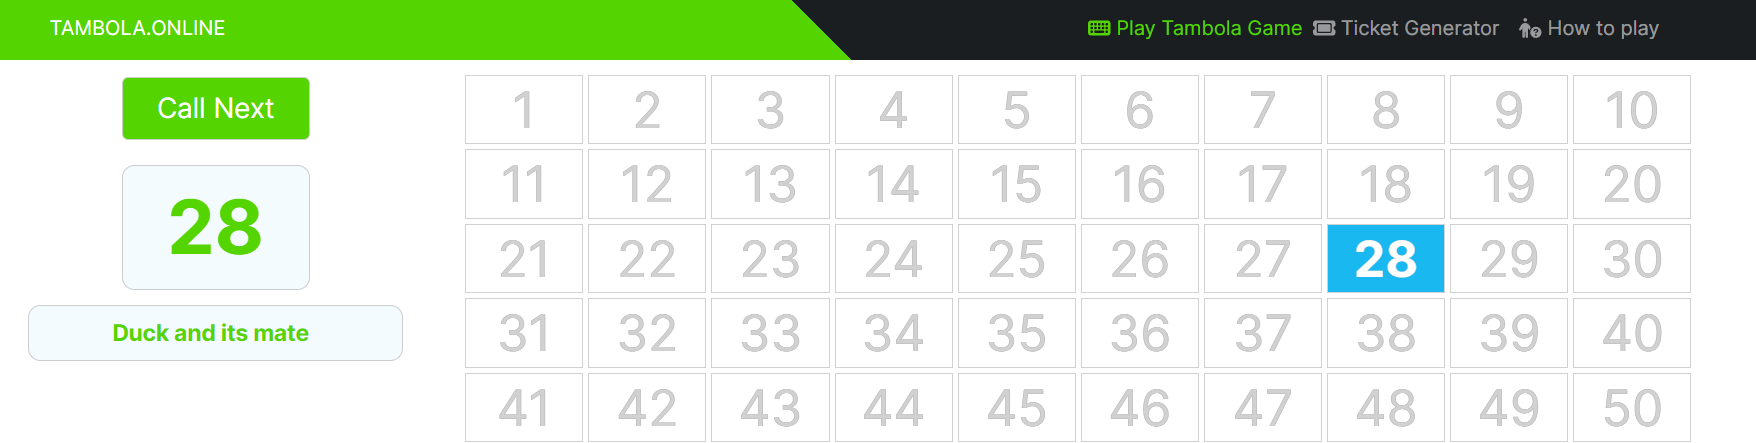 TAMBOLA.ONLINE
Play Tambola Game Ticket Generator How to play
Call Next
28
Duck and its mate
1 2 3 4 5 6 7 8 9 10
11 12 13 14 15 16 17 18 19 20
21 22 23 24 25 26 27 28 29 30
31 32 33 34 35 36 37 38 39 40
41 42 43 44 45 46 47 48 49 50